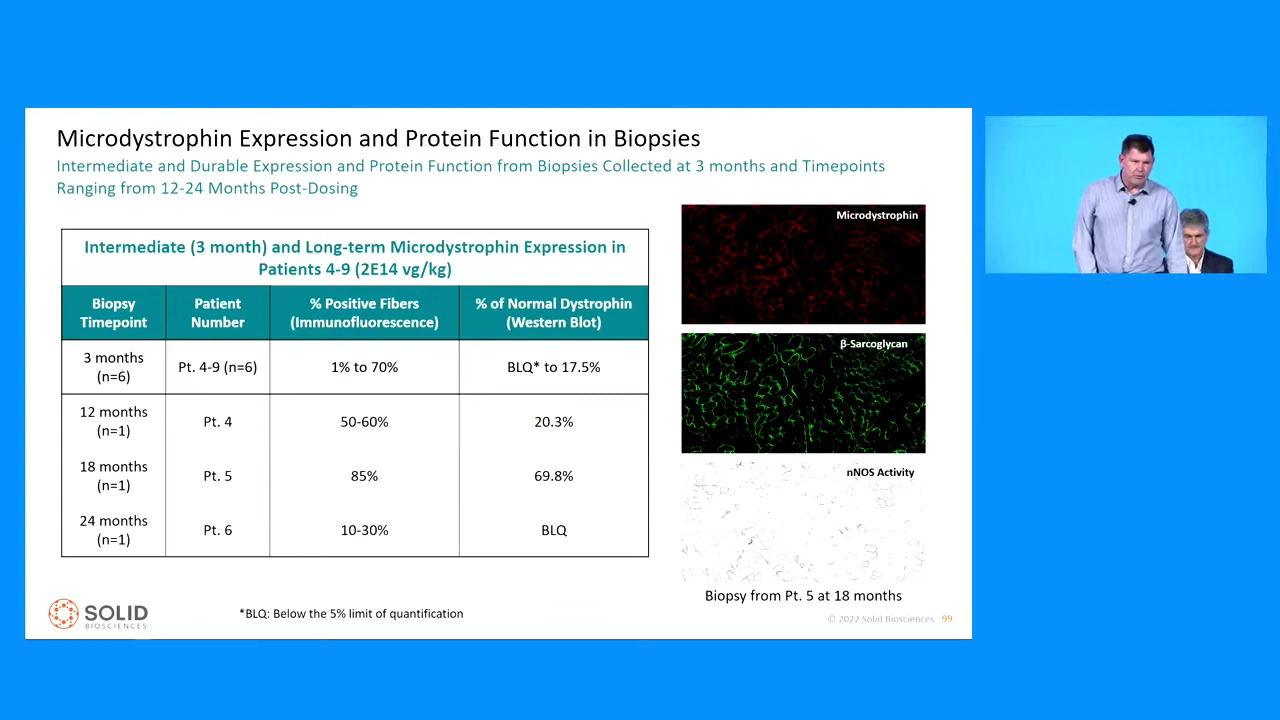 Microdystrophin Expression and Protein Function in Biopsies
Intermediate and Durable Expression and Protein Function from Biopsies Collected at 3 months and Timepoints
Ranging from 12-24 Months Post-Dosing
Intermediate (3 month) and Long-term Microdystrophin Expression in
Patients 4-9 (2E14 vg/kg)
Biopsy
Timepoint
Patient
Number
% Positive Fibers
(Immunofluorescence)
% of Normal Dystrophin
(Western Blot)
3 months
(n=6)
Pt. 4-9 (n=6)
1% to 70%
BLQ* to 17.5%
12 months
(n=1)
Pt. 4
50-60%
20.3%
18 months
(n=1)
Pt. 5
85%
69.8%
24 months
(n=1)
Pt. 6
10-30%
BLQ
Microdystrophin
β-Sarcoglycan
nNOS Activity
Biopsy from Pt. 5 at 18 months
SOLID
BIOSCIENCES
*BLQ: Below the 5% limit of quantification
© 2022 Solid Biosciences 99